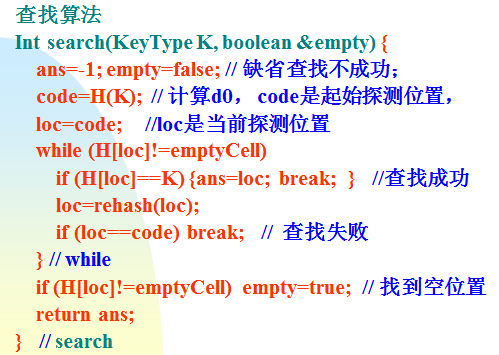 查找算法
Int search(KeyType K, boolean &empty) {
ans=-1; empty=false; // 缺省查找不成功；
code=H(K); // 计算d0， code是起始探测位置，
loc=code; //loc是当前探测位置
while (H[loc]!=emptyCell)
if (H[loc]==K) {ans=loc; break; } //查找成功
loc=rehash(loc);
if (loc==code) break; // 查找失败
} // while
if (H[loc]!=emptyCell) empty=true; // 找到空位置
return ans;
} // search